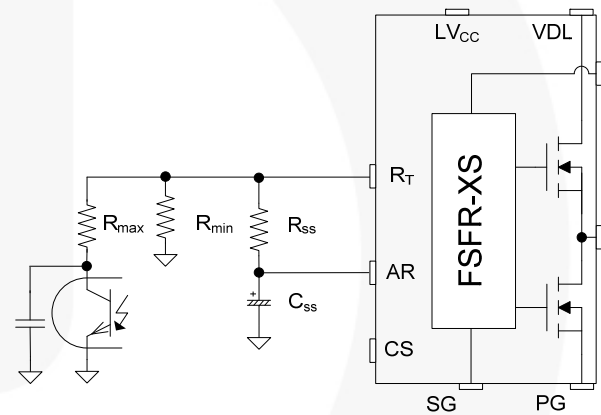 LVCC
VDL
RT
Rmax
Rmin
Rss
FSFR-XS
AR
+
Css
CS
SG
PG